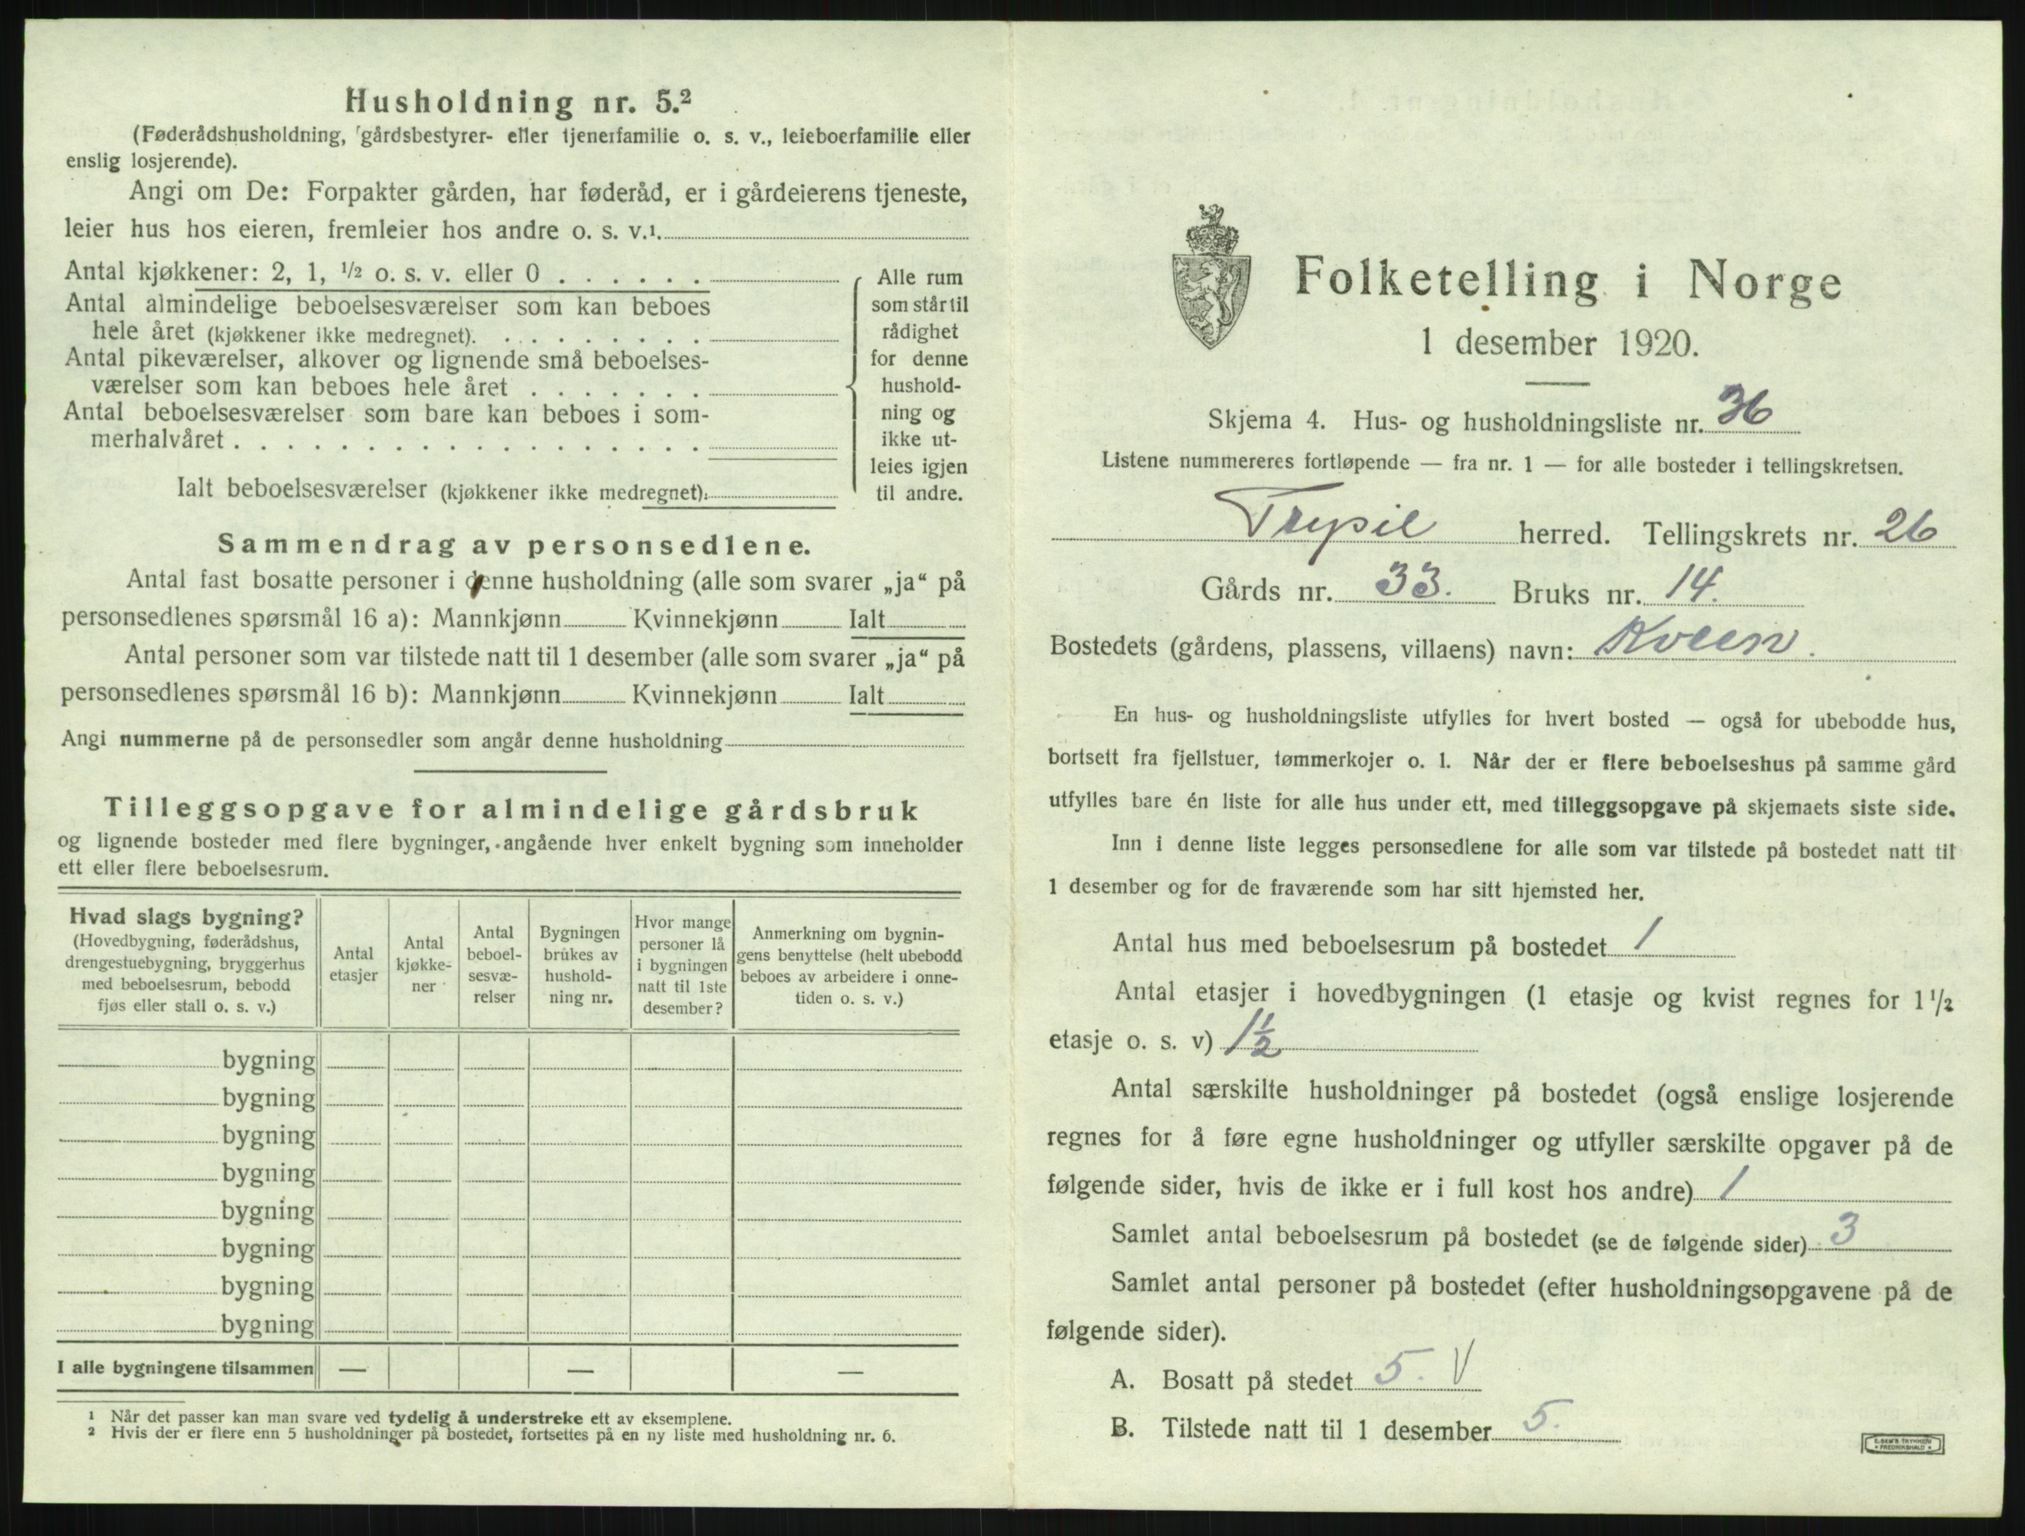 Husholdning nr. 5.²
(Føderådshusholdning, gårdsbestyrer- eller tjenerfamilie o. s. v., leieboerfamilie eller
enslig losjerende).
Angi om De: Forpakter gården, har føderåd, er i gårdeierens tjeneste,
leier hus hos eieren, fremleier hos andre o. s. v.¹
Antal kjøkkener: 2, 1, ½ o. s. v. eller 0 . . . . . .
Antal almindelige beboelsesværelser som kan beboes
hele året (kjøkkener ikke medregnet). . . . . . . . .
Antal pikeværelser, alkover og lignende små beboelses-
værelser som kan beboes hele året . . . . . . .
Antal beboelsesværelser som bare kan beboes i som-
merhalvåret . . . . . . . . . . . . . . . . . .
Ialt beboelsesværelser (kjøkkener ikke medregnet):
Alle rum
som står til
rådighet
for denne
hushold-
ning og
ikke ut-
leies igjen
til andre.
Sammendrag av personsedlene.
Antal fast bosatte personer i denne husholdning (alle som svarer „ja“ på
personsedlenes spørsmål 16 a): Mannkjønn Kvinnekjønn Ialt
Antal personer som var tilstede natt til 1 desember (alle som svarer „ja“ på
personsedlenes spørsmål 16 b): Mannkjønn Kvinnekjønn Ialt
Angi nummerne på de personsedler som angår denne husholdning
Tilleggsopgave for almindelige gårdsbruk
og lignende bosteder med flere bygninger, angående hver enkelt bygning som inneholder
ett eller flere beboelsesrum.
Hvad slags bygning?
(Hovedbygning, føderådshus,
drengestuebygning, bryggerhus
med beboelsesrum, bebodd
fjøs eller stall o. s. v.)
Antal
etasjer
Antal
kjøkke-
ner
Antal
beboel-
sesvæ-
relser
Bygningen
brukes av
hushold-
ning nr.
Hvor mange
personer lå
i bygningen
natt til 1ste
desember?
Anmerkning om bygnin-
gens benyttelse (helt ubebodd
beboes av arbeidere i onne-
tiden o. s. v.)
bygning
bygning
bygning
bygning
bygning
bygning
bygning
bygning
I alle bygningene tilsammen — — —
¹ Når det passer kan man svare ved tydelig å understreke ett av eksemplene.
² Hvis der er flere enn 5 husholdninger på bostedet, fortsettes på en ny liste med husholdning nr. 6.
Folketelling i Norge
1 desember 1920.
Skjema 4. Hus- og husholdningsliste nr. 36
Listene nummereres fortløpende — fra nr. 1 — for alle bosteder i tellingskretsen.
Trysil herred. Tellingskrets nr. 26
Gårds nr. 33. Bruks nr. 14.
Bostedets (gårdens, plassens, villaens) navn: Kveen.
En hus- og husholdningsliste utfylles for hvert bosted — også for ubebodde hus,
bortsett fra fjellstuer, tømmerkojer o. l. Når der er flere beboelseshus på samme gård
utfylles bare én liste for alle hus under ett, med tilleggsopgave på skjemaets siste side.
Inn i denne liste legges personsedlene for alle som var tilstede på bostedet natt til
1 desember og for de fraværende som har sitt hjemsted her.
Antal hus med beboelsesrum på bostedet 1
Antal etasjer i hovedbygningen (1 etasje og kvist regnes for 1½
etasje o. s. v) 1½
Antal særskilte husholdninger på bostedet (også enslige losjerende
regnes for å føre egne husholdninger og utfyller særskilte opgaver på de
følgende sider, hvis de ikke er i full kost hos andre) 1
Samlet antal beboelsesrum på bostedet (se de følgende sider) 3
Samlet antal personer på bostedet (efter husholdningsopgavene på de
følgende sider).
A. Bosatt på stedet 5. V
B. Tilstede natt til 1 desember 5.